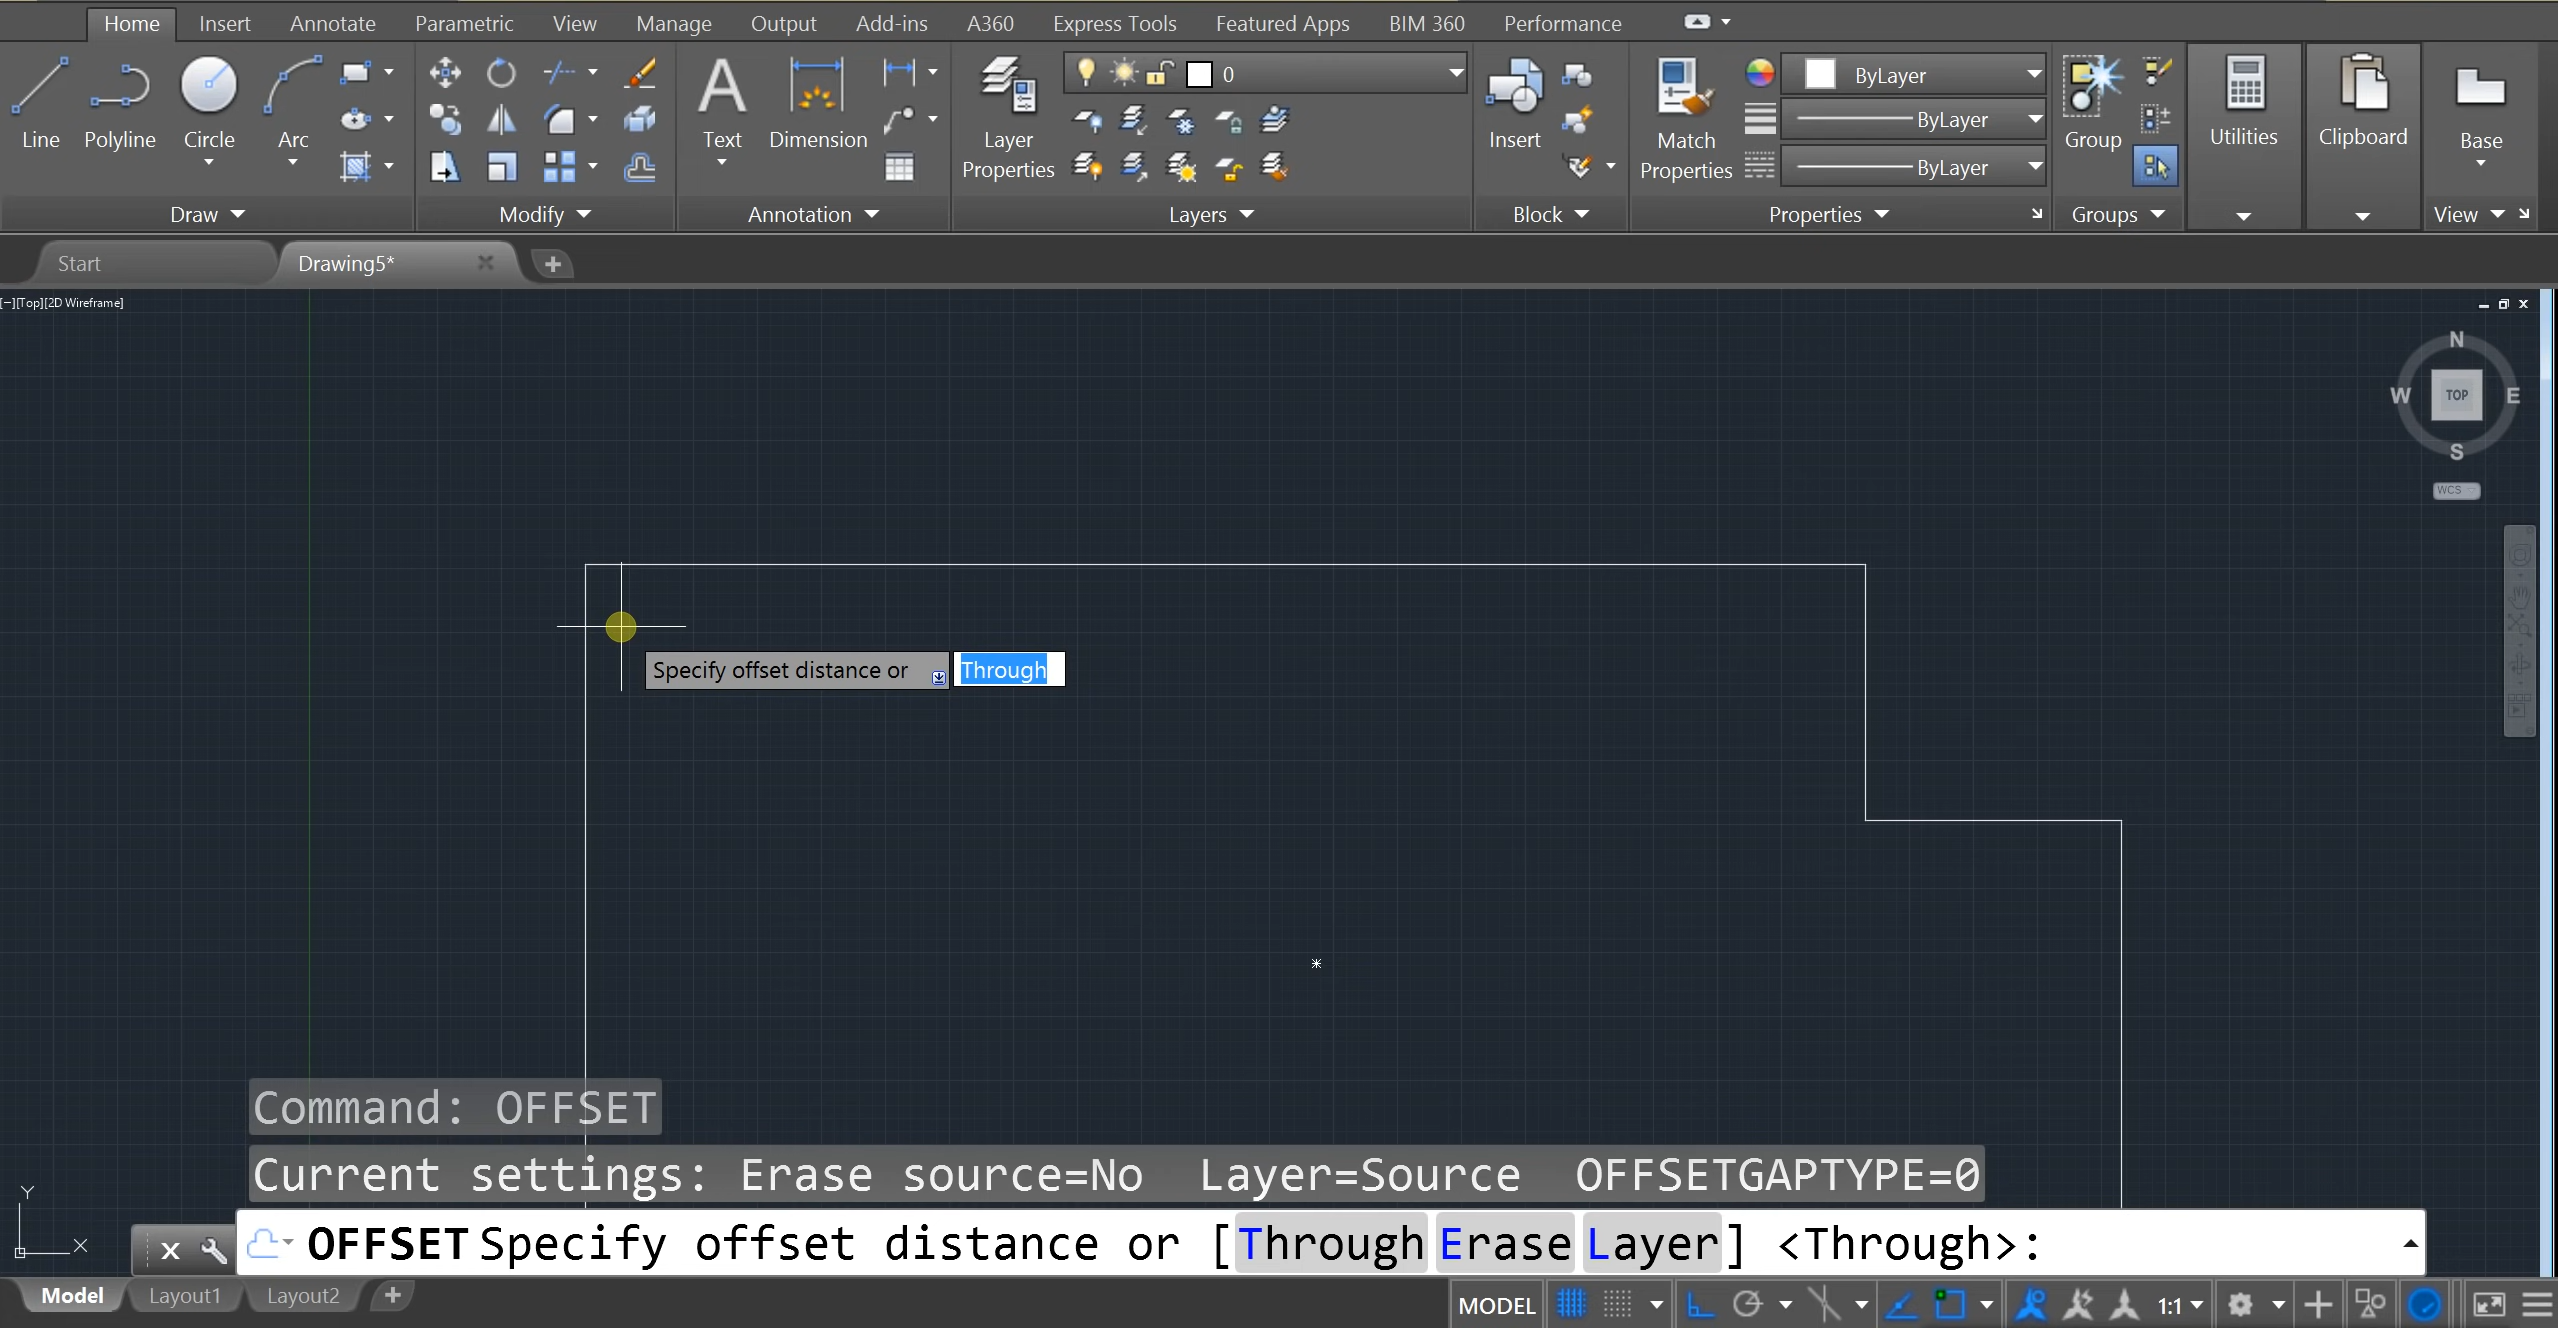 Home Insert Annotate Parametric View Manage Output Add-ins A360 Express Tools Featured Apps BIM 360 Performance
0 ByLayer
Line Polyline Circle Arc Text Dimension Layer Properties Insert Match Properties ByLayer ByLayer Group Utilities Clipboard Base
Draw Modify Annotation Layers Block Properties Groups View
Start Drawing5*
[−][Top][2D Wireframe]
N
W TOP E
S
WCS
Specify offset distance or Through
Command: OFFSET
Current settings: Erase source=No Layer=Source OFFSETGAPTYPE=0
Y
X
OFFSET Specify offset distance or [Through Erase Layer] <Through>:
Model Layout1 Layout2 MODEL 1:1